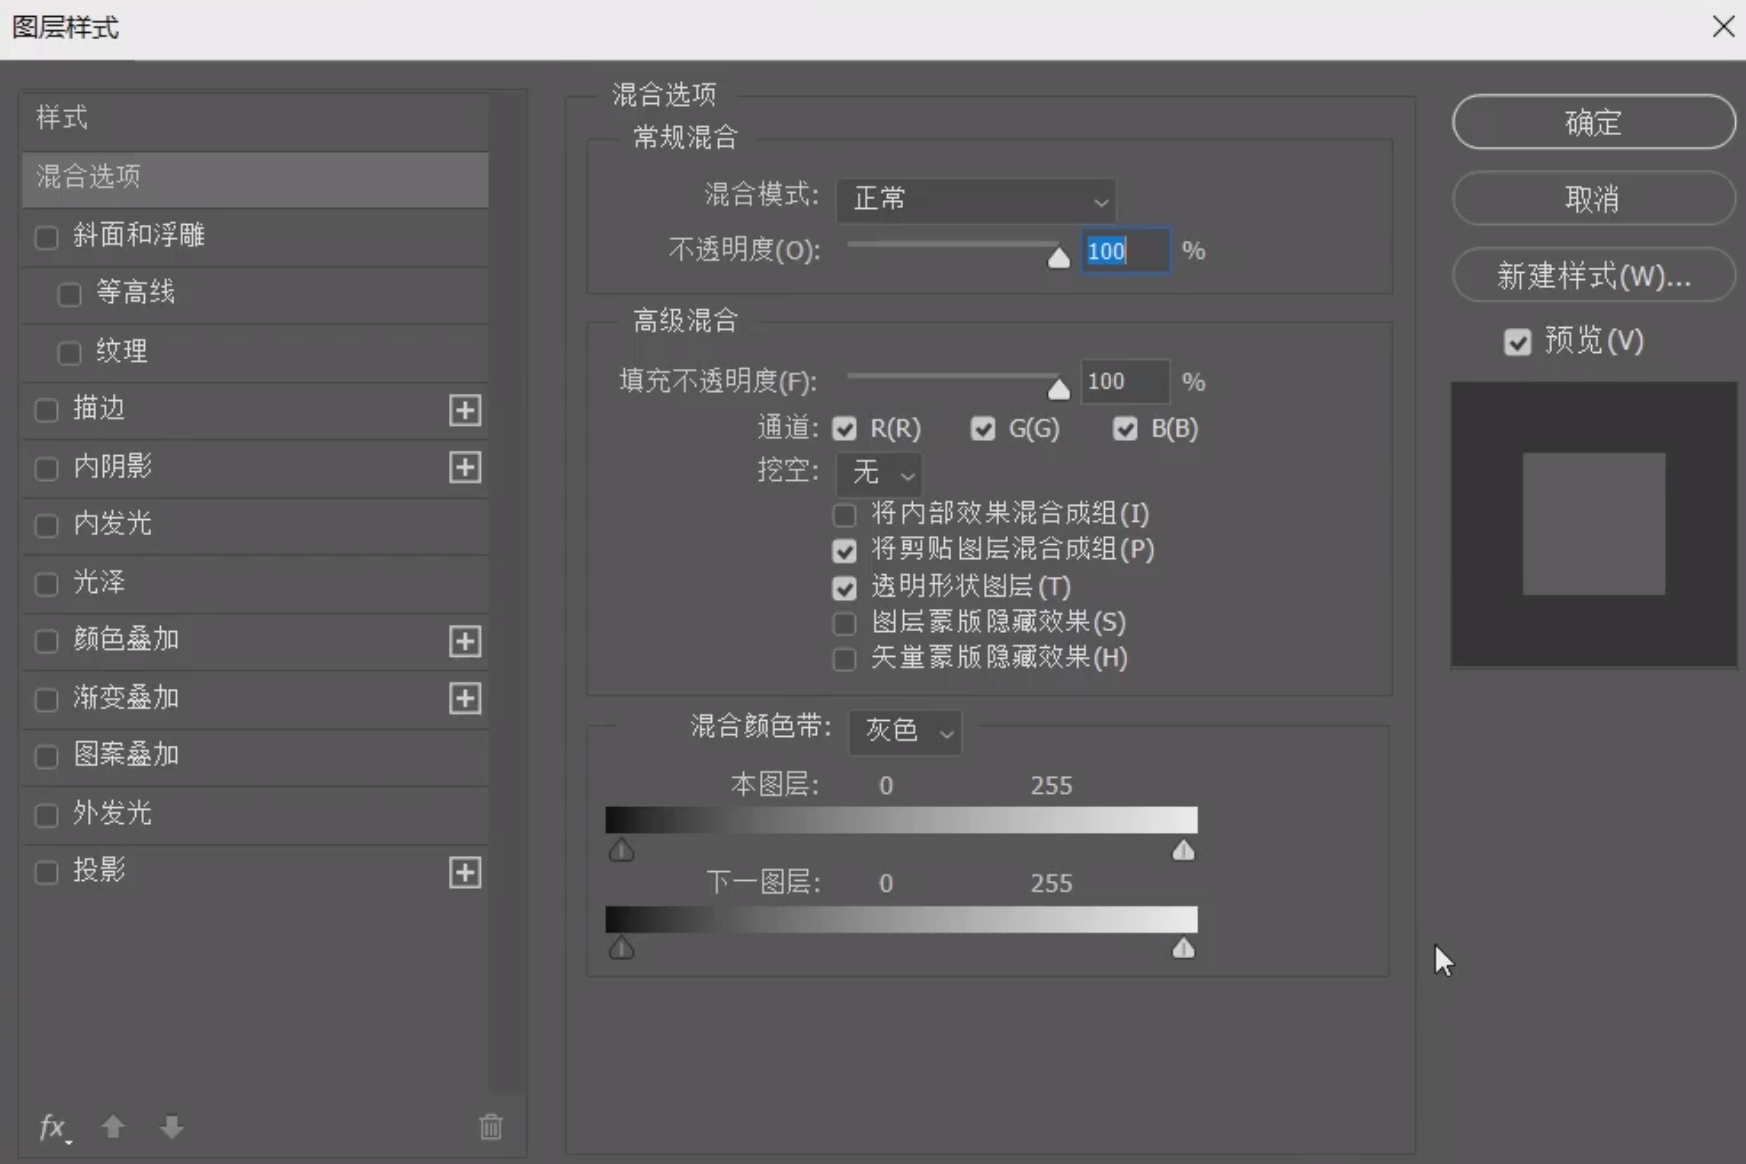 图层样式
样式
混合选项
斜面和浮雕
等高线
纹理
描边
内阴影
内发光
光泽
颜色叠加
渐变叠加
图案叠加
外发光
投影
fx
混合选项
常规混合
混合模式: 正常
不透明度(O): 100 %
高级混合
填充不透明度(F): 100 %
通道: R(R) G(G) B(B)
挖空: 无
将内部效果混合成组(I)
将剪贴图层混合成组(P)
透明形状图层(T)
图层蒙版隐藏效果(S)
矢量蒙版隐藏效果(H)
混合颜色带: 灰色
本图层: 0 255
下一图层: 0 255
确定
取消
新建样式(W)...
预览(V)